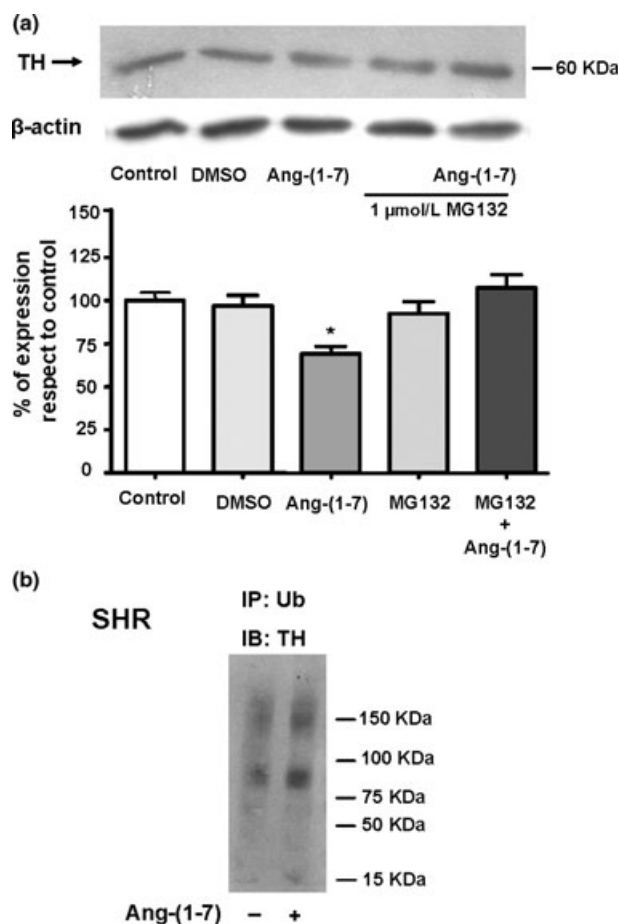 (a)
TH
60 KDa
β-actin
Control DMSO Ang-(1-7) Ang-(1-7)
1 µmol/L MG132
% of expression
respect to control
125
100
75
50
25
0
*
Control DMSO Ang-(1-7) MG132 MG132
+
Ang-(1-7)
(b)
SHR
IP: Ub
IB: TH
150 KDa
100 KDa
75 KDa
50 KDa
15 KDa
Ang-(1-7) – +